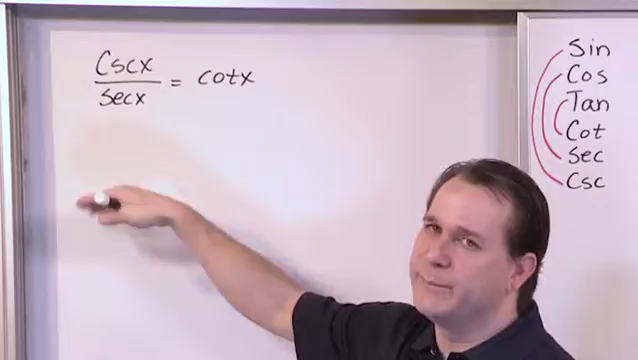 Cscx
secx
= cotx
Sin
Cos
Tan
Cot
sec
Csc